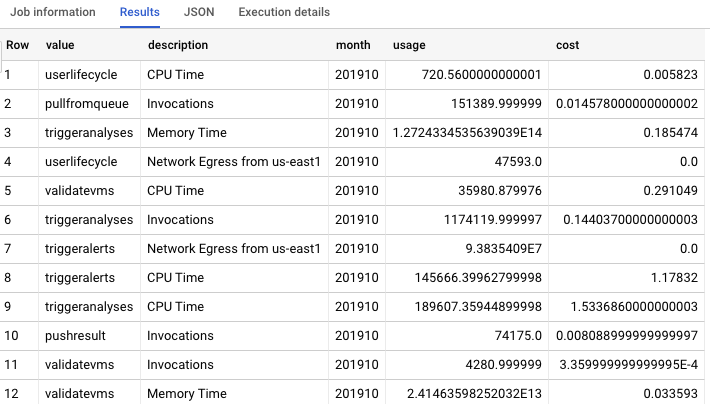 Job information Results JSON Execution details
Row value description month usage cost
1 userlifecycle CPU Time 201910 720.5600000000001 0.005823
2 pullfromqueue Invocations 201910 151389.999999 0.014578000000000002
3 triggeranalyses Memory Time 201910 1.2724334535639039E14 0.185474
4 userlifecycle Network Egress from us-east1 201910 47593.0 0.0
5 validatevms CPU Time 201910 35980.879976 0.291049
6 triggeranalyses Invocations 201910 1174119.999997 0.14403700000000003
7 triggeralerts Network Egress from us-east1 201910 9.3835409E7 0.0
8 triggeralerts CPU Time 201910 145666.39962799998 1.17832
9 triggeranalyses CPU Time 201910 189607.35944899998 1.5336860000000003
10 pushresult Invocations 201910 74175.0 0.008088999999999997
11 validatevms Invocations 201910 4280.999999 3.359999999999995E-4
12 validatevms Memory Time 201910 2.41463598252032E13 0.033593